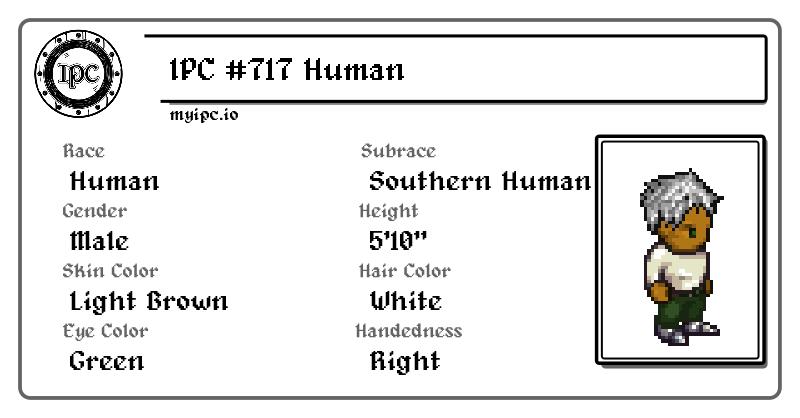 IPC
IPC #717 Human
myipc.io
Race
Human
Subrace
Southern Human
Gender
Male
Height
5'10"
Skin Color
Light Brown
Hair Color
White
Eye Color
Green
Handedness
Right